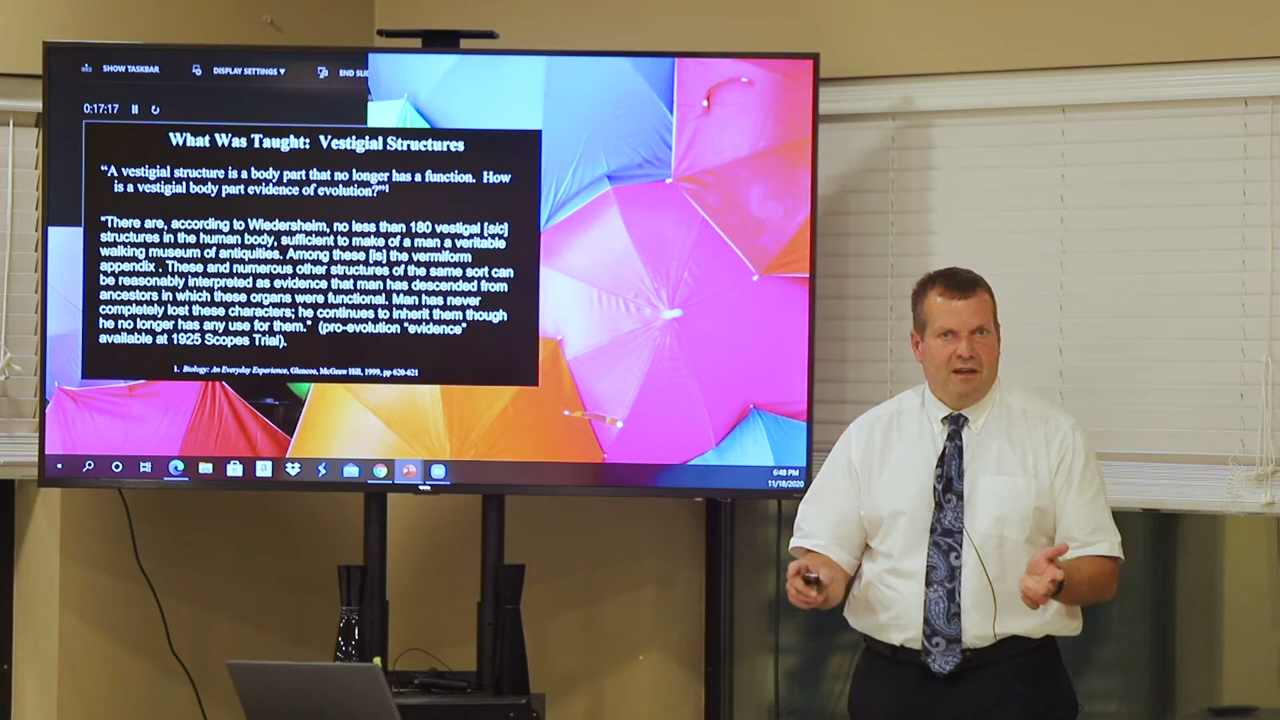 SHOW TASKBAR
DISPLAY SETTINGS ▼
END SLI
0:17:17
What Was Taught: Vestigial Structures
“A vestigial structure is a body part that no longer has a function. How
is a vestigial body part evidence of evolution?”¹
“There are, according to Wiedersheim, no less than 180 vestigal [sic]
structures in the human body, sufficient to make of a man a veritable
walking museum of antiquities. Among these [is] the vermiform
appendix . These and numerous other structures of the same sort can
be reasonably interpreted as evidence that man has descended from
ancestors in which these organs were functional. Man has never
completely lost these characters; he continues to inherit them though
he no longer has any use for them.” (pro-evolution “evidence”
available at 1925 Scopes Trial).
1. Biology: An Everyday Experience, Glencoe, McGraw Hill, 1999, pp 620-621
6:48 PM
11/18/2020